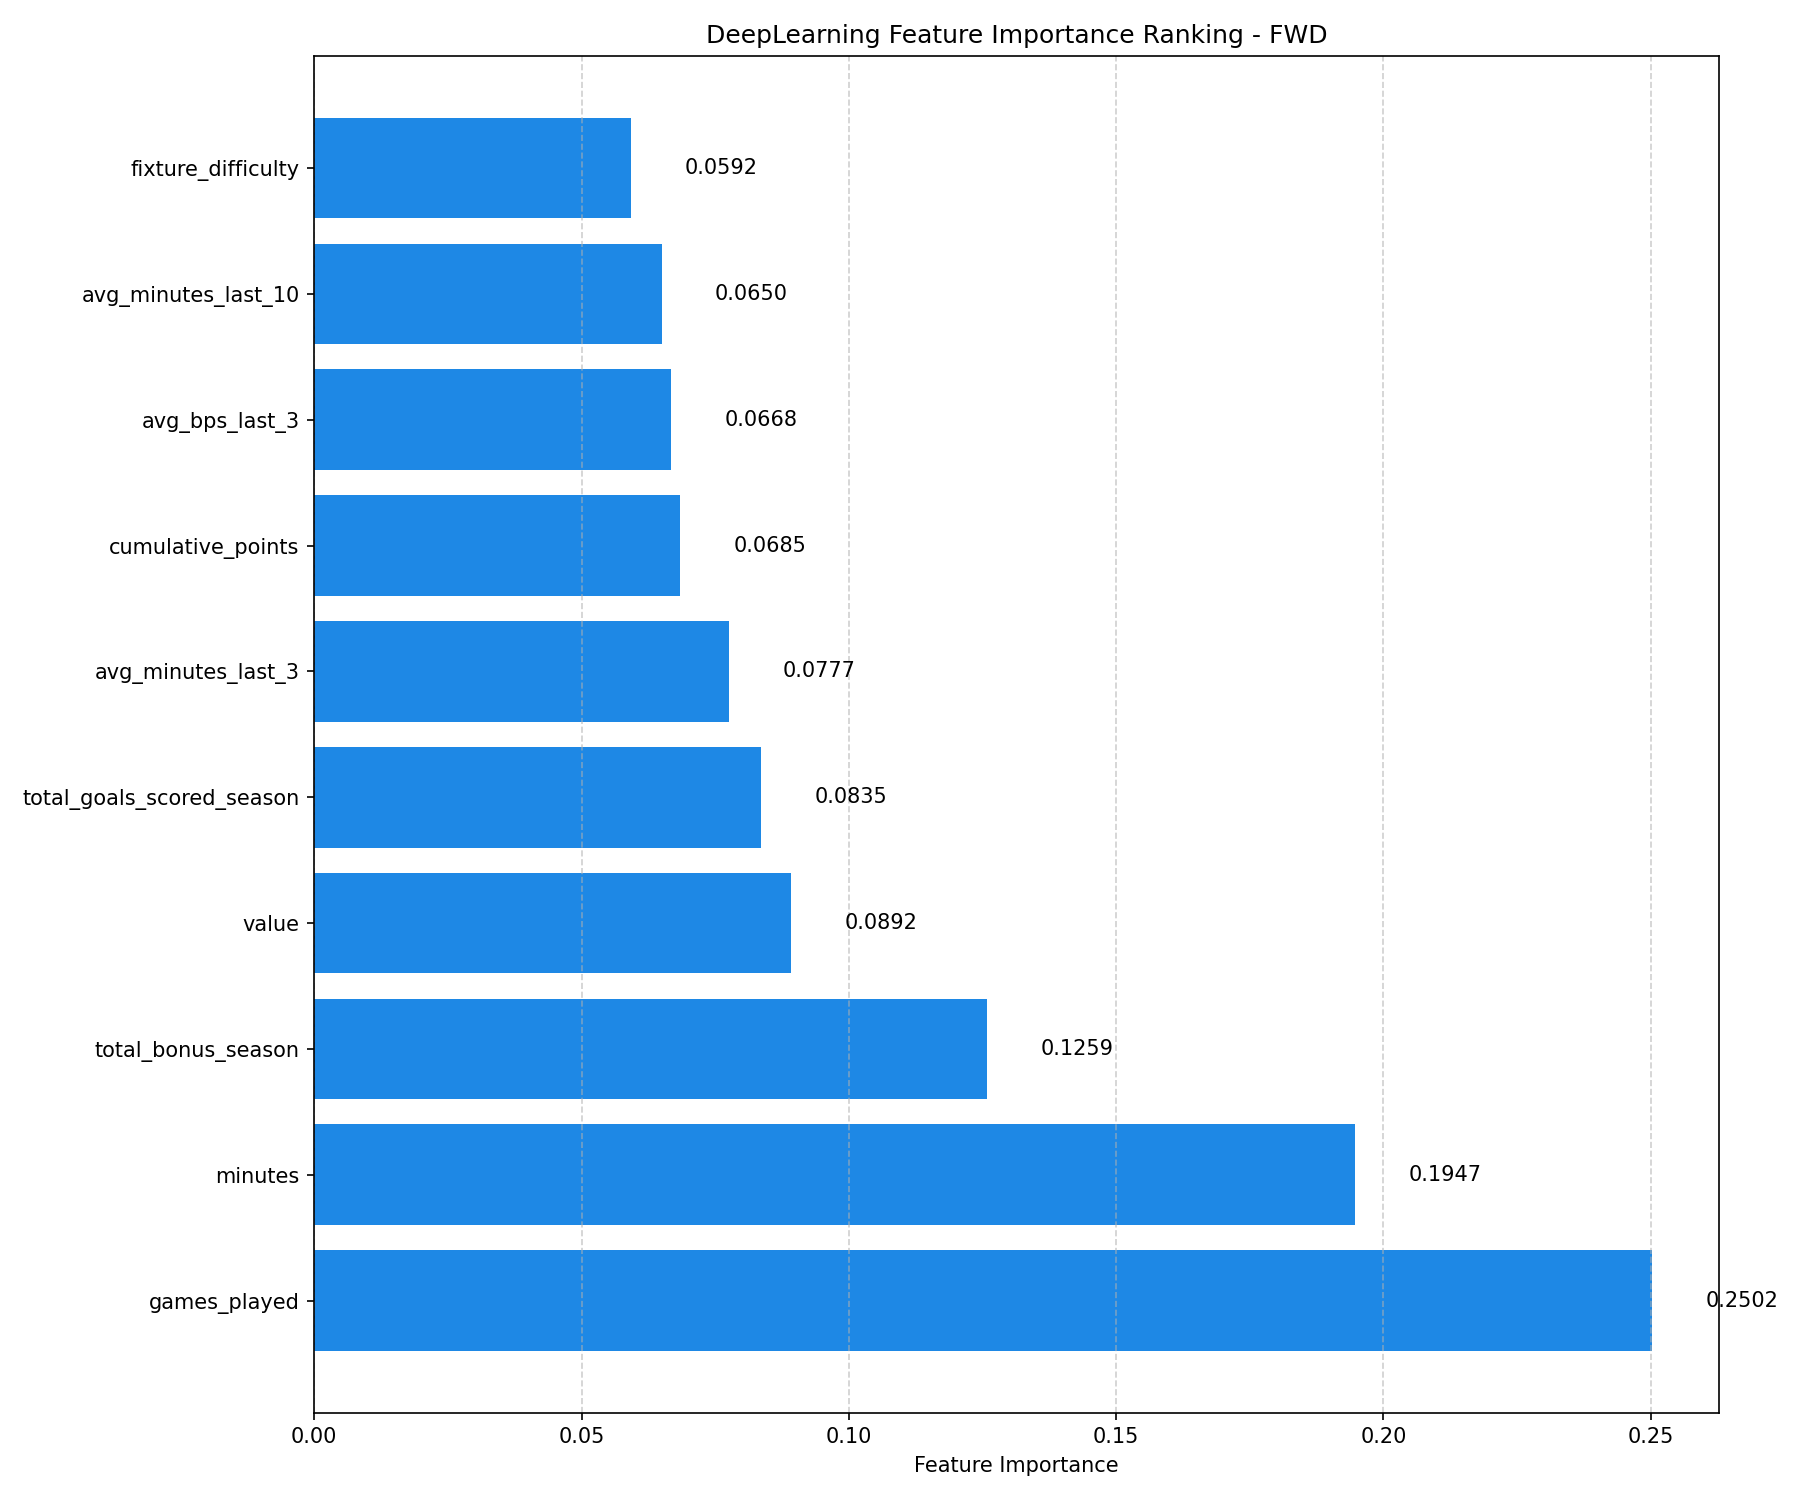 DeepLearning Feature Importance Ranking - FWD
fixture_difficulty 0.0592
avg_minutes_last_10 0.0650
avg_bps_last_3 0.0668
cumulative_points 0.0685
avg_minutes_last_3 0.0777
total_goals_scored_season 0.0835
value 0.0892
total_bonus_season 0.1259
minutes 0.1947
games_played 0.2502
0.00 0.05 0.10 0.15 0.20 0.25
Feature Importance